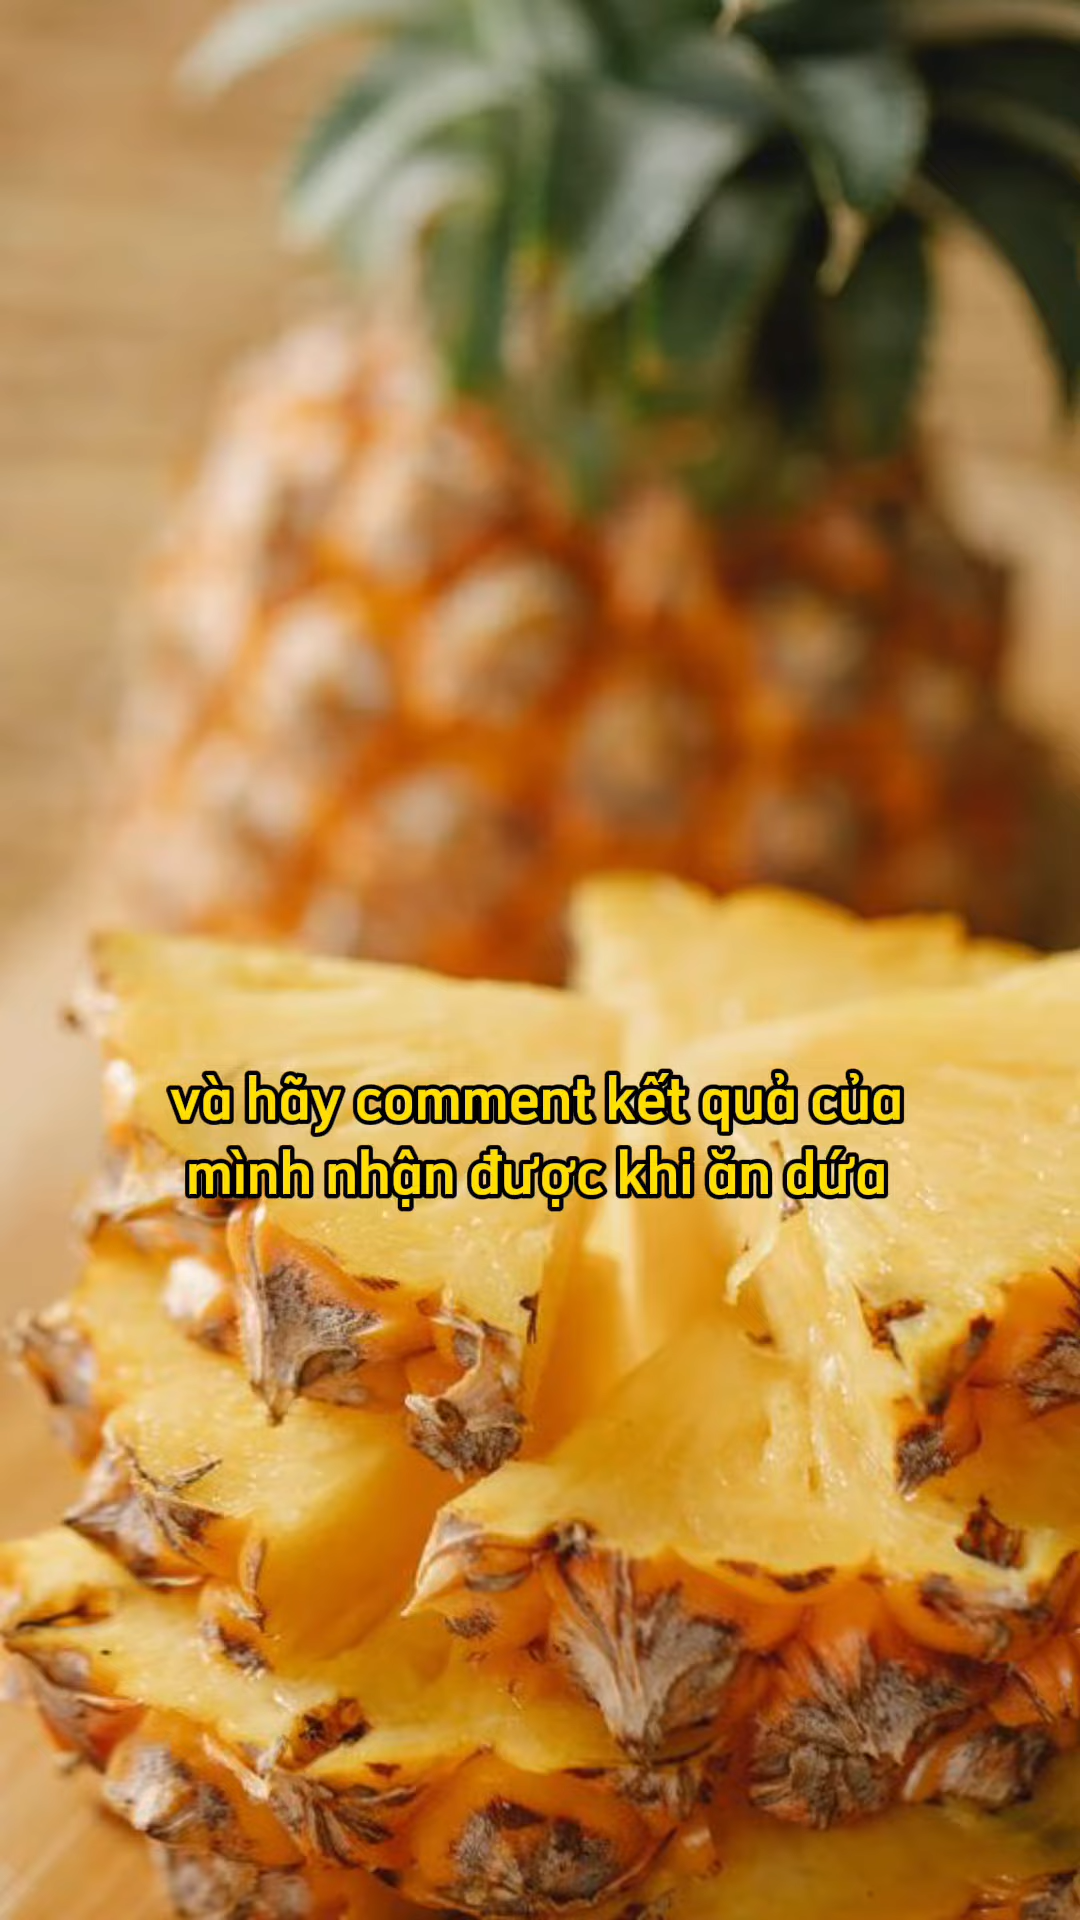 và hãy comment kết quả của
mình nhận được khi ăn dứa